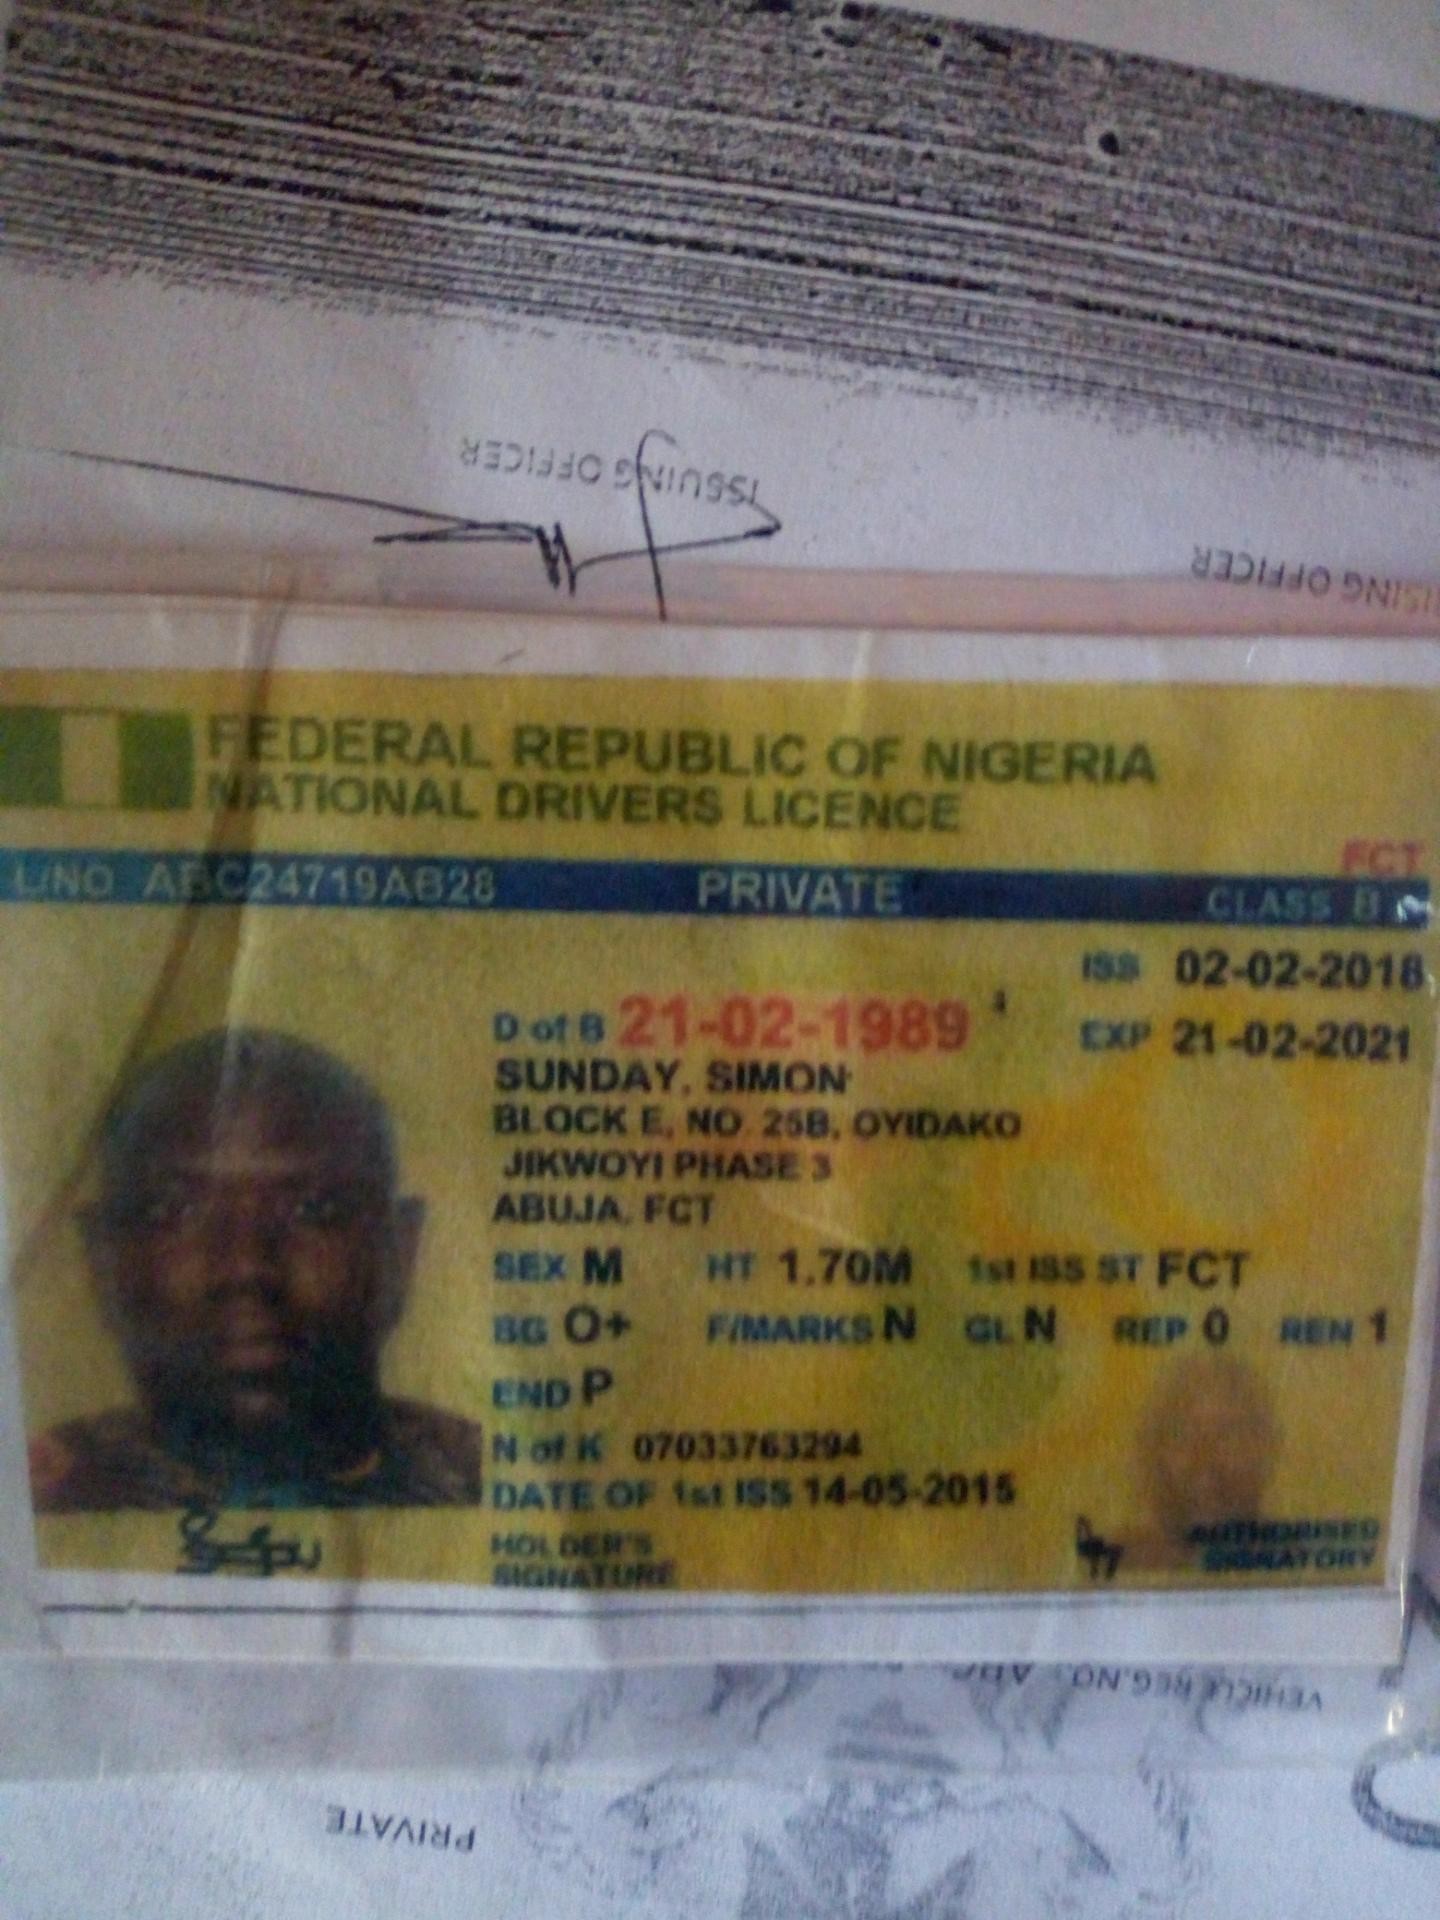 ISSUING OFFICER
FEDERAL REPUBLIC OF NIGERIA
NATIONAL DRIVERS LICENCE
FCT
L/NO ABC24719AB28 PRIVATE CLASS B
ISS 02-02-2018
D of B 21-02-1989 EXP 21-02-2021
SUNDAY, SIMON
BLOCK E, NO. 25B, OYIDAKO
JIKWOYI PHASE 3
ABUJA, FCT
SEX M HT 1.70M 1st ISS ST FCT
BG O+ F/MARKS N GL N REP 0 REN 1
END P
N of K 07033763294
DATE OF 1st ISS 14-05-2015
HOLDER'S
SIGNATURE
AUTHORISED
SIGNATORY
VEHICLE REG.NO.
PRIVATE